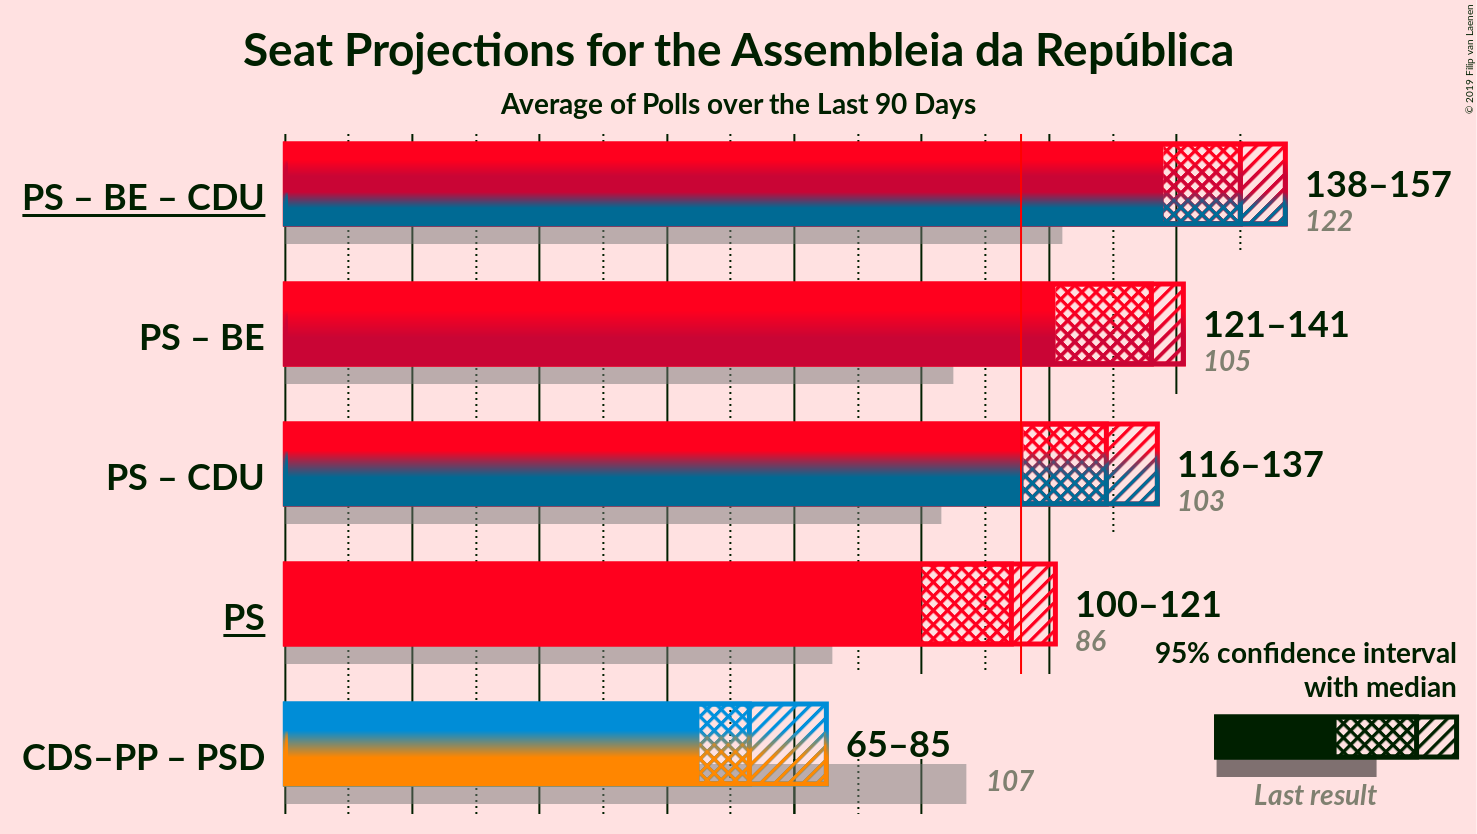 Seat Projections for the Assembleia da República
Average of Polls over the Last 90 Days
© 2019 Filip van Laenen
PS – BE – CDU
138–157
122
PS – BE
121–141
105
PS – CDU
116–137
103
PS
100–121
86
CDS–PP – PSD
65–85
107
95% confidence interval
with median
Last result